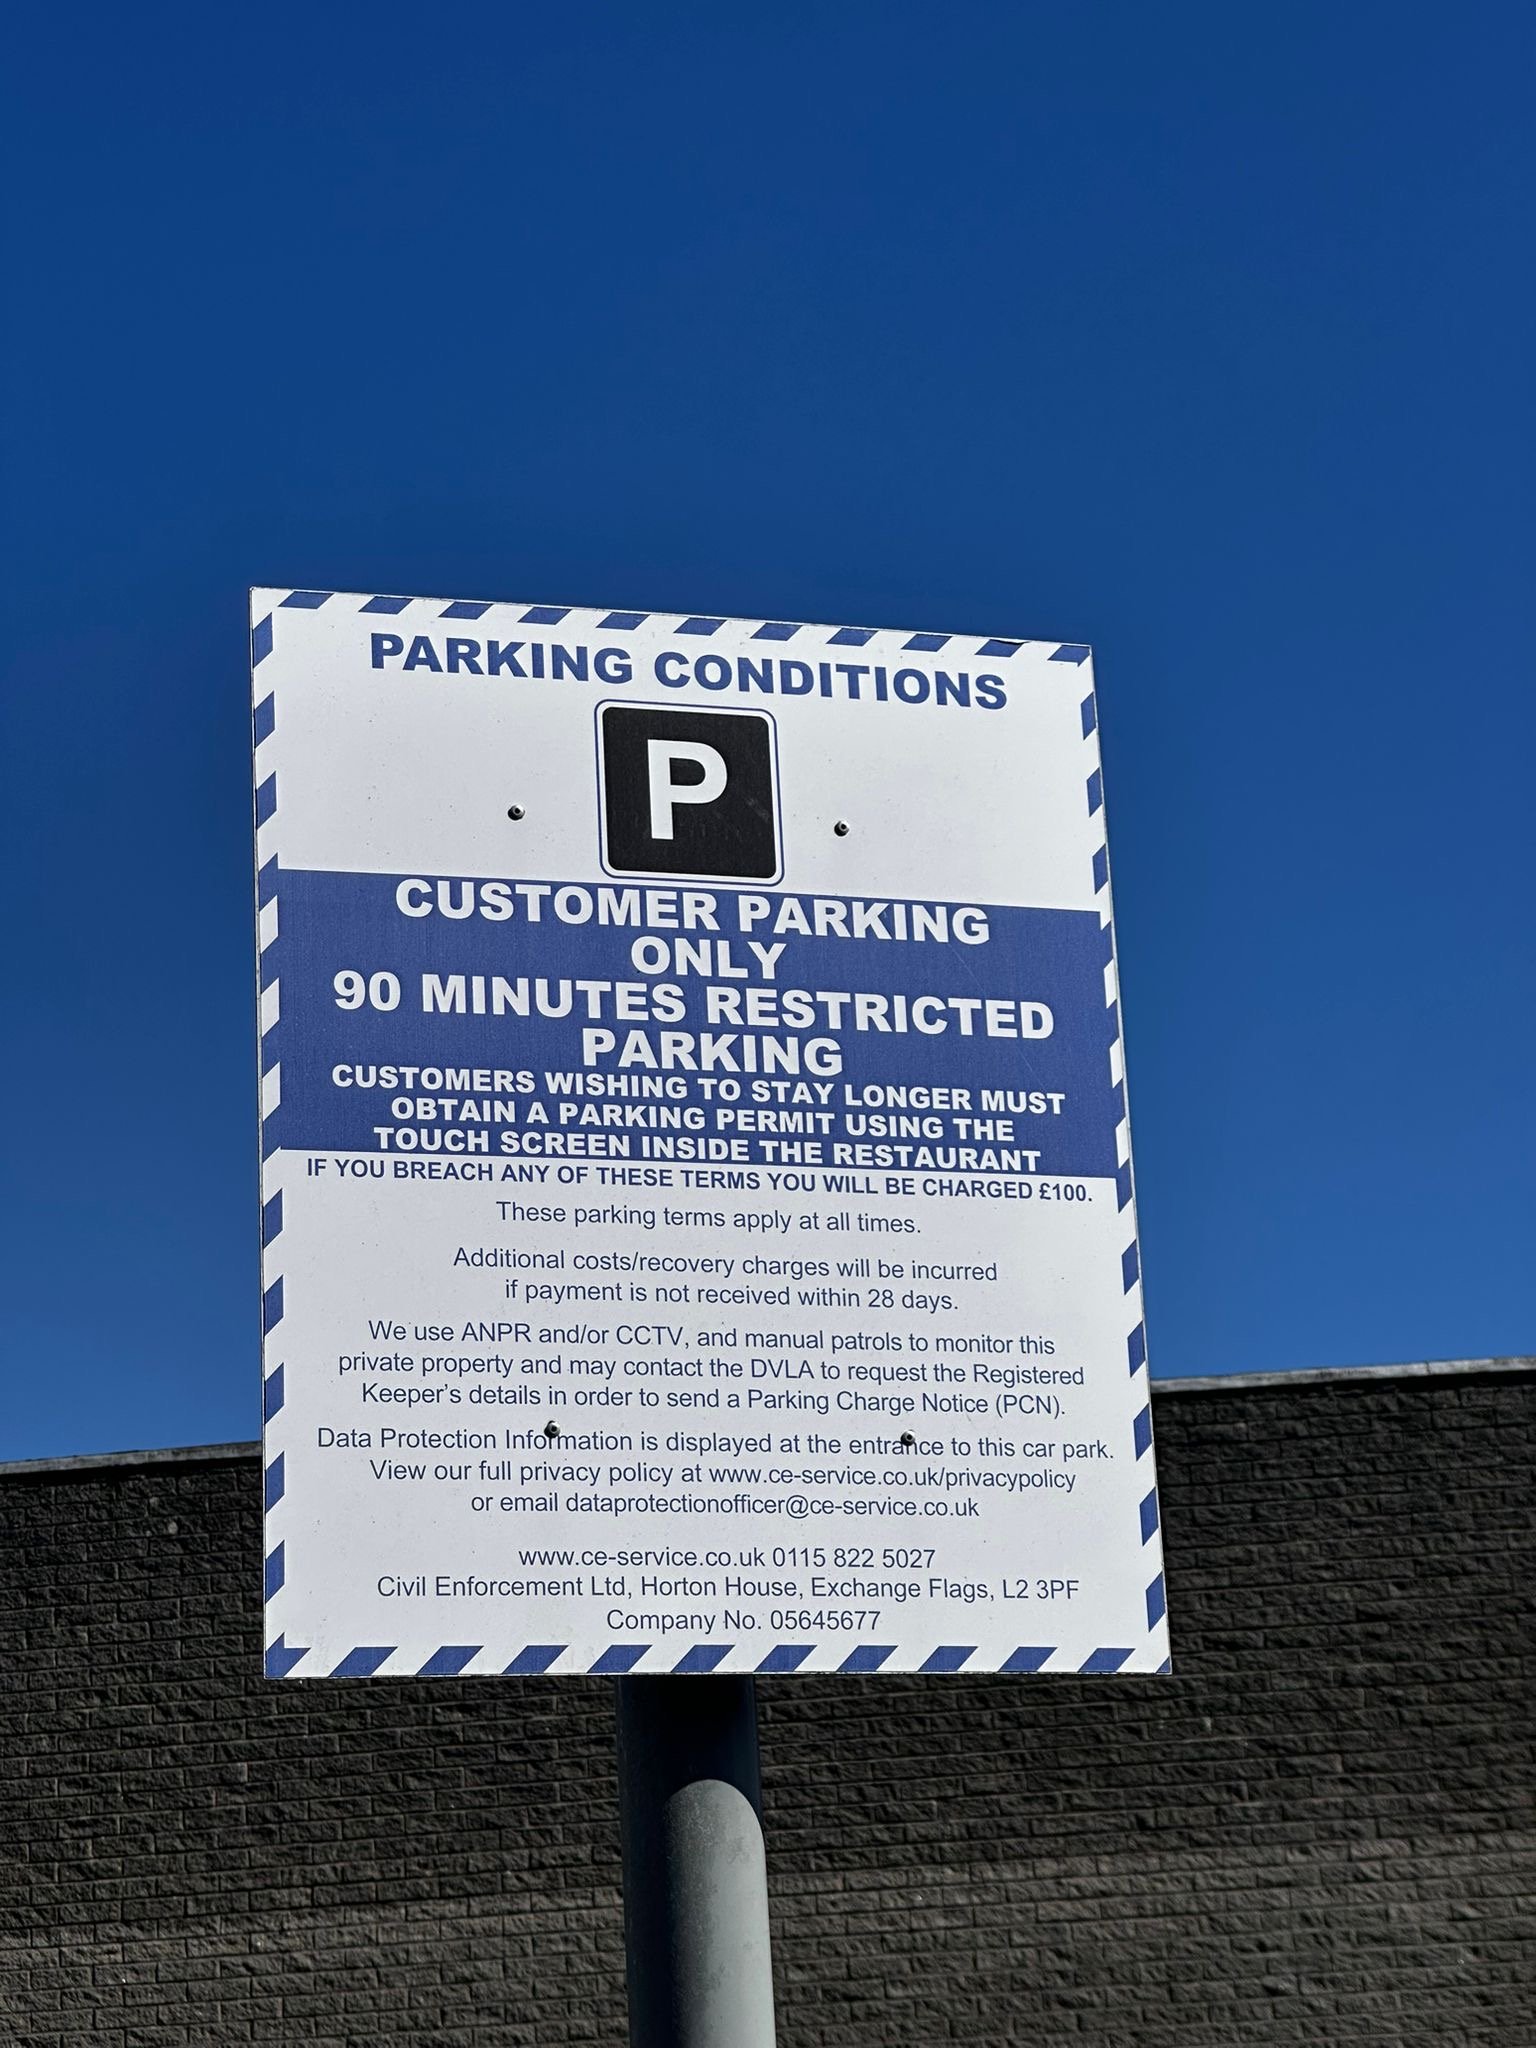 PARKING CONDITIONS
P
CUSTOMER PARKING
ONLY
90 MINUTES RESTRICTED
PARKING
CUSTOMERS WISHING TO STAY LONGER MUST
OBTAIN A PARKING PERMIT USING THE
TOUCH SCREEN INSIDE THE RESTAURANT
IF YOU BREACH ANY OF THESE TERMS YOU WILL BE CHARGED £100.
These parking terms apply at all times.
Additional costs/recovery charges will be incurred
if payment is not received within 28 days.
We use ANPR and/or CCTV, and manual patrols to monitor this
private property and may contact the DVLA to request the Registered
Keeper's details in order to send a Parking Charge Notice (PCN).
Data Protection Information is displayed at the entrance to this car park.
View our full privacy policy at www.ce-service.co.uk/privacypolicy
or email dataprotectionofficer@ce-service.co.uk
www.ce-service.co.uk 0115 822 5027
Civil Enforcement Ltd, Horton House, Exchange Flags, L2 3PF
Company No. 05645677